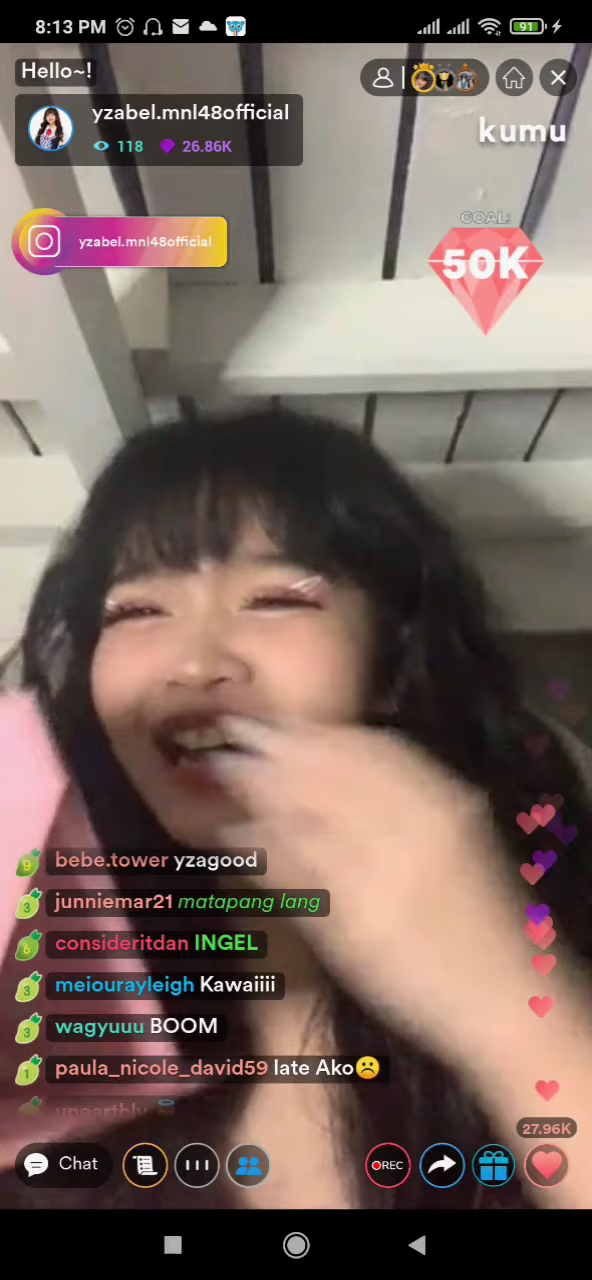 8:13 PM
91
Hello~!
yzabel.mnl48official
118 26.86K
kumu
yzabel.mnl48official
GOAL:
50K
9 bebe.tower yzagood
3 junniemar21 matapang lang
6 consideritdan INGEL
3 meiourayleigh Kawaiiii
3 wagyuuu BOOM
1 paula_nicole_david59 late Ako☹️
unearthly
27.96K
Chat
REC